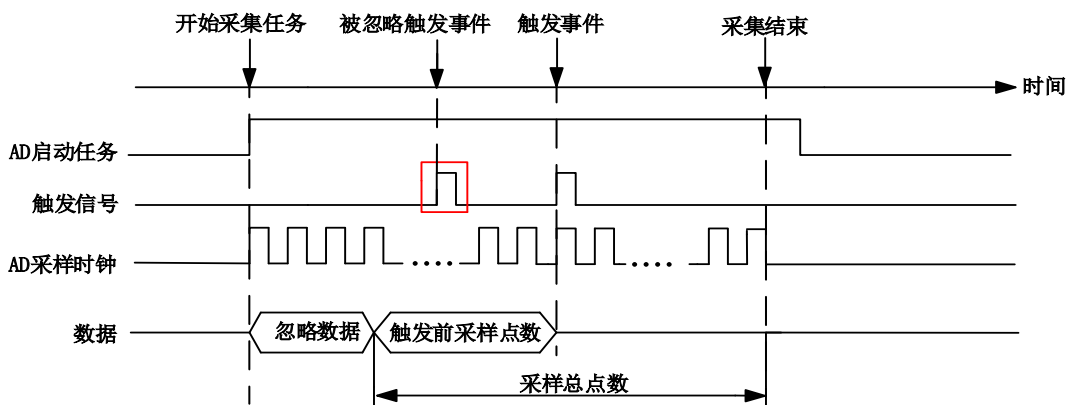 开始采集任务
被忽略触发事件
触发事件
采集结束
时间
AD启动任务
触发信号
AD采样时钟
数据
忽略数据
触发前采样点数
采样总点数